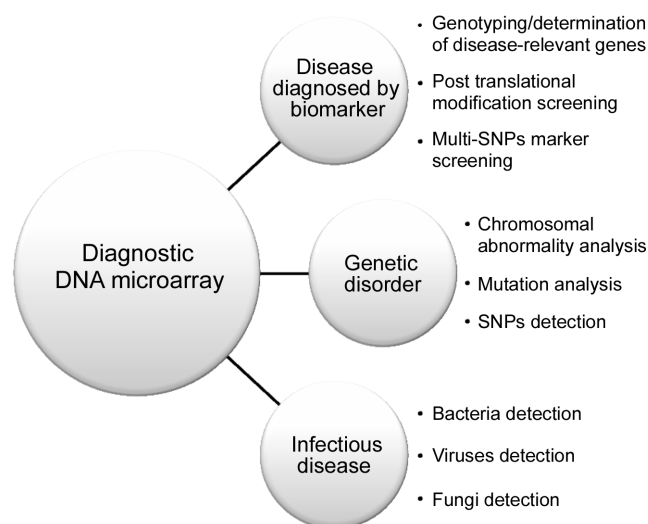 Diagnostic
DNA microarray
Disease
diagnosed by
biomarker
• Genotyping/determination
of disease-relevant genes
• Post translational
modification screening
• Multi-SNPs marker
screening
Genetic
disorder
• Chromosomal
abnormality analysis
• Mutation analysis
• SNPs detection
Infectious
disease
• Bacteria detection
• Viruses detection
• Fungi detection